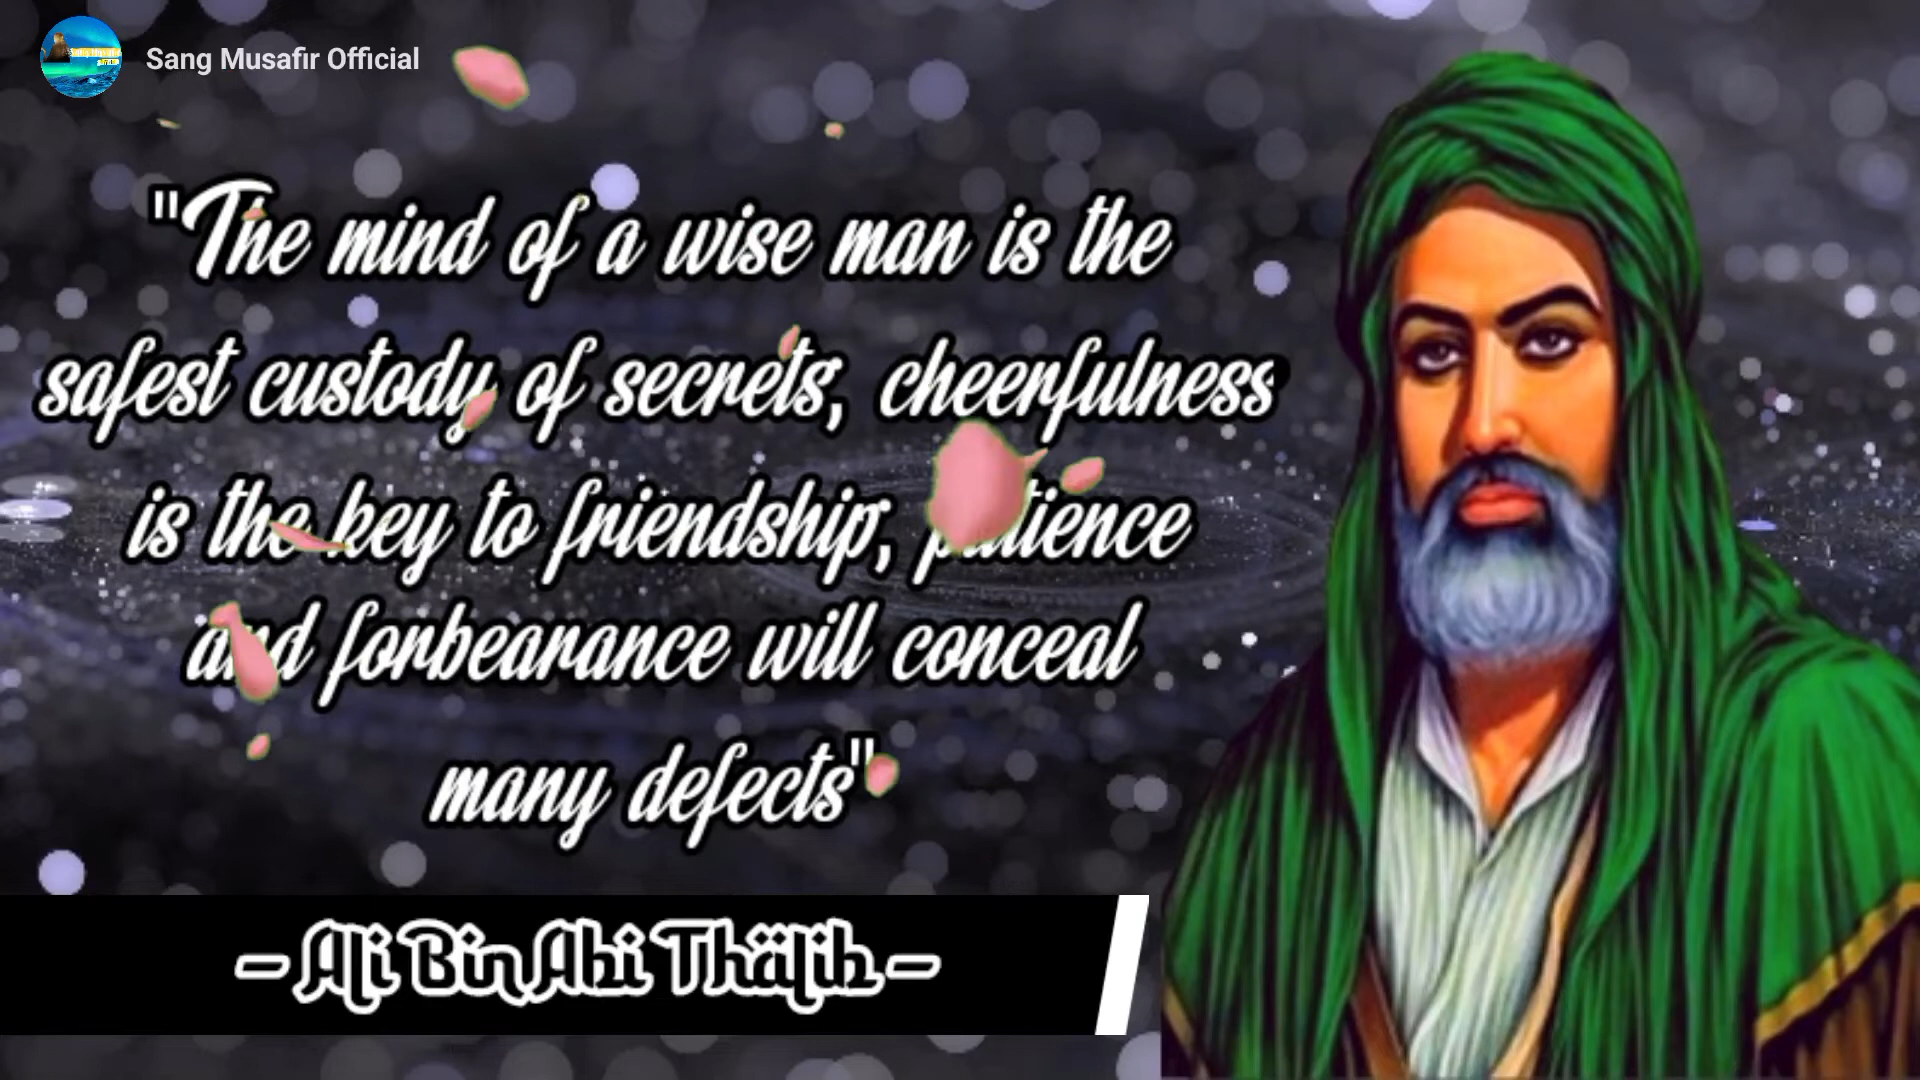 Sang Musafir Official
"The mind of a wise man is the
safest custody of secrets, cheerfulness
is the key to friendship, patience
and forbearance will conceal
many defects"
- Ali Bin Abi Thälib -